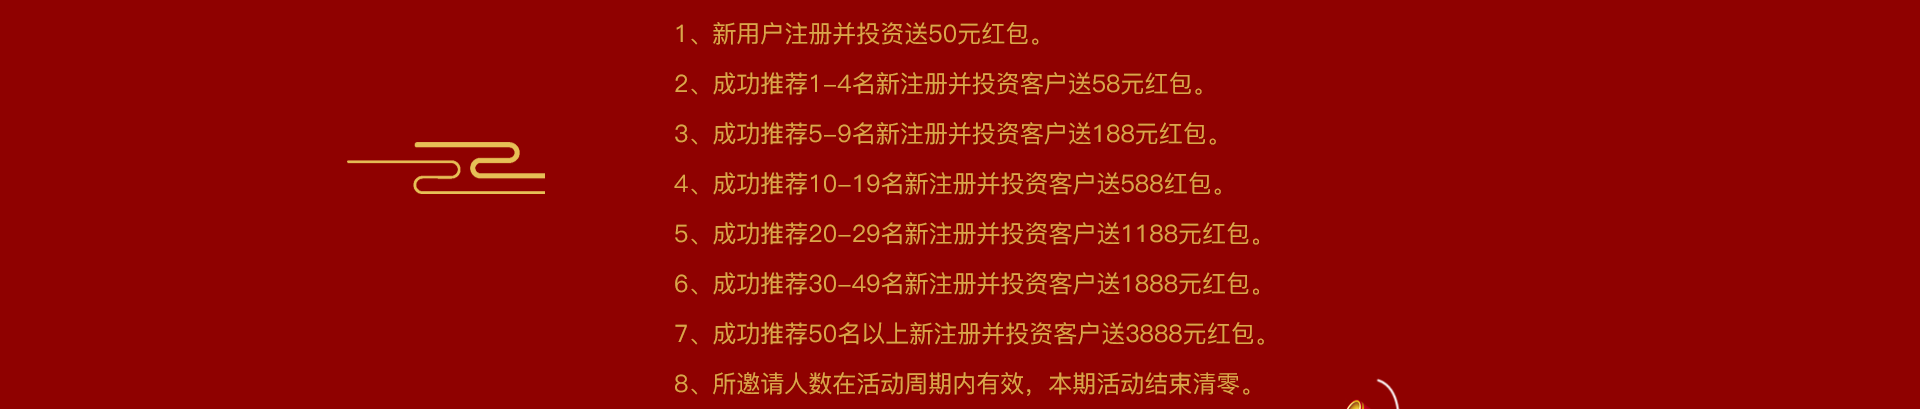 1、新用户注册并投资送50元红包。
2、成功推荐1-4名新注册并投资客户送58元红包。
3、成功推荐5-9名新注册并投资客户送188元红包。
4、成功推荐10-19名新注册并投资客户送588红包。
5、成功推荐20-29名新注册并投资客户送1188元红包。
6、成功推荐30-49名新注册并投资客户送1888元红包。
7、成功推荐50名以上新注册并投资客户送3888元红包。
8、所邀请人数在活动周期内有效，本期活动结束清零。